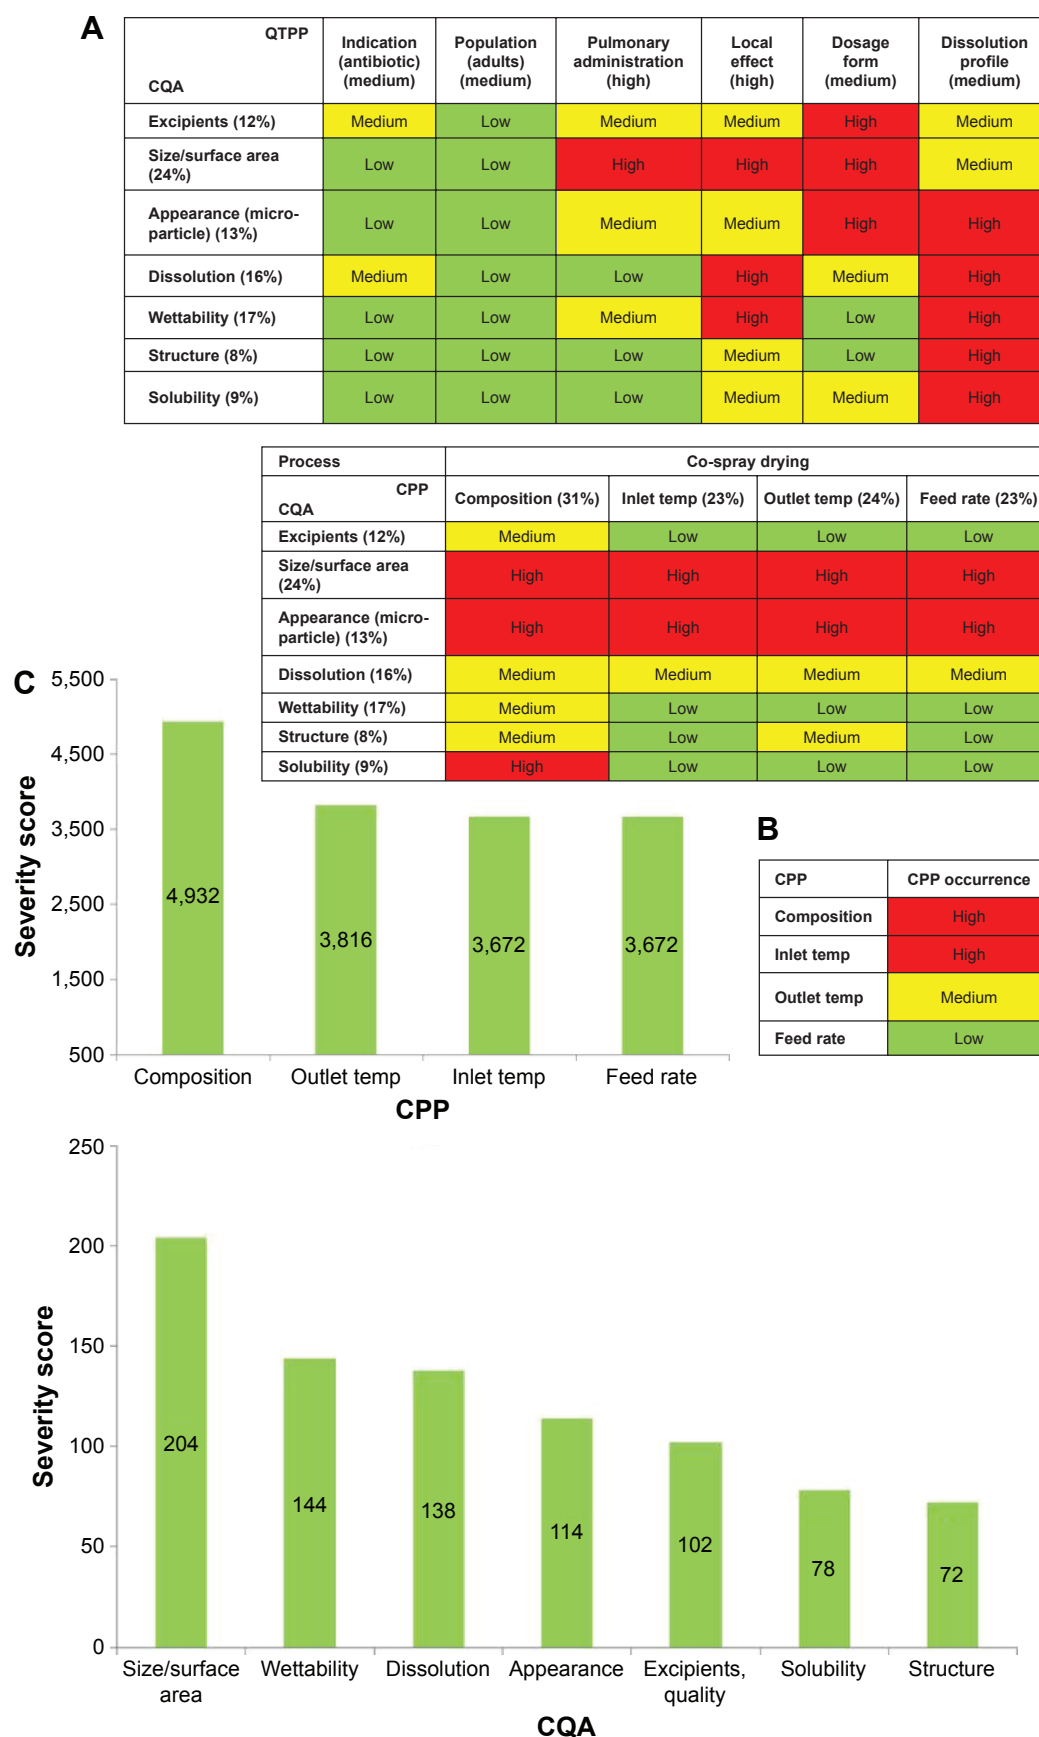 A
QTPP
CQA
Indication
(antibiotic)
(medium)
Population
(adults)
(medium)
Pulmonary
administration
(high)
Local
effect
(high)
Dosage
form
(medium)
Dissolution
profile
(medium)
Excipients (12%) Medium Low Medium Medium High Medium
Size/surface area
(24%)
Low Low High High High Medium
Appearance (micro-
particle) (13%)
Low Low Medium Medium High High
Dissolution (16%) Medium Low Low High Medium High
Wettability (17%) Low Low Medium High Low High
Structure (8%) Low Low Low Medium Low High
Solubility (9%) Low Low Low Medium Medium High
Process Co-spray drying
CPP
CQA
Composition (31%) Inlet temp (23%) Outlet temp (24%) Feed rate (23%)
Excipients (12%) Medium Low Low Low
Size/surface area
(24%)
High High High High
Appearance (micro-
particle) (13%)
High High High High
Dissolution (16%) Medium Medium Medium Medium
Wettability (17%) Medium Low Low Low
Structure (8%) Medium Low Medium Low
Solubility (9%) High Low Low Low
B
CPP CPP occurrence
Composition High
Inlet temp High
Outlet temp Medium
Feed rate Low
C
Severity score
5,500
4,500
3,500
2,500
1,500
500
4,932
3,816
3,672
3,672
Composition Outlet temp Inlet temp Feed rate
CPP
Severity score
250
200
150
100
50
0
204
144
138
114
102
78
72
Size/surface
area
Wettability
Dissolution
Appearance
Excipients,
quality
Solubility
Structure
CQA